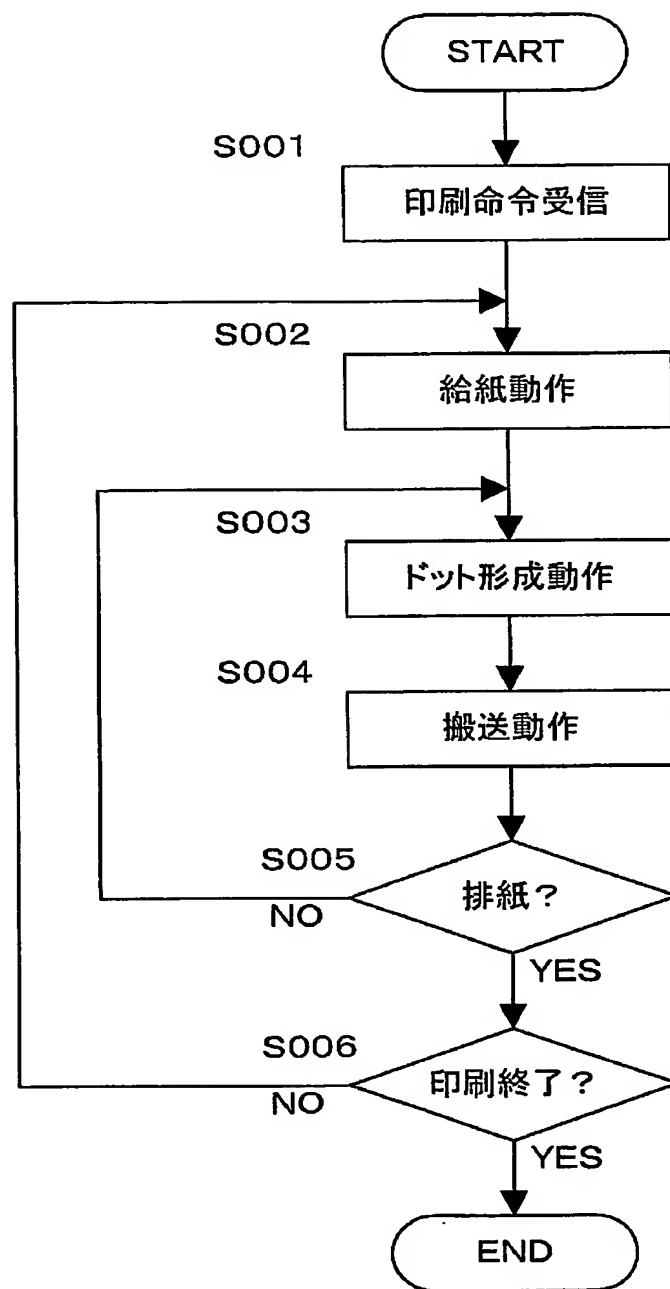 START
S001
印刷命令受信
S002
給紙動作
S003
ドット形成動作
S004
搬送動作
S005
排紙？
NO
YES
S006
印刷終了？
NO
YES
END